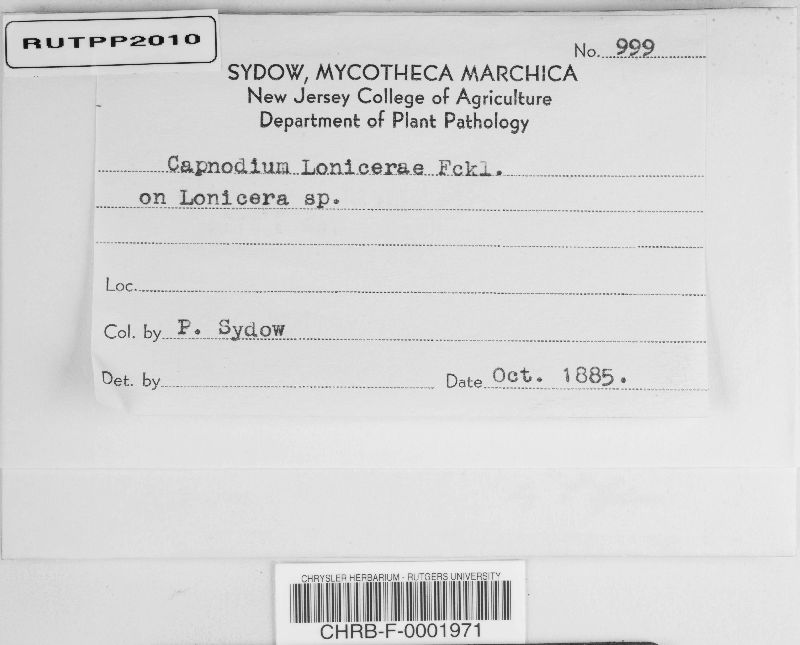 RUTPP2010
No. 999
SYDOW, MYCOTHECA MARCHICA
New Jersey College of Agriculture
Department of Plant Pathology
Capnodium Lonicerae Fckl.
on Lonicera sp.
Loc.
Col. by P. Sydow
Det. by Date Oct. 1885.
CHRYSLER HERBARIUM - RUTGERS UNIVERSITY
CHRB-F-0001971